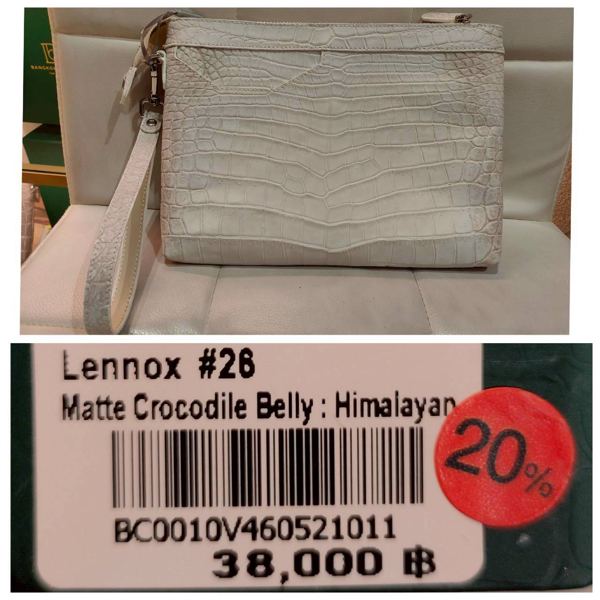 Lennox #26
Matte Crocodile Belly : Himalayan
20%
BC0010V460521011
38,000 ฿